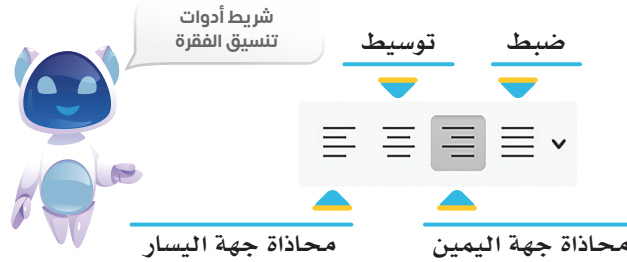 شريط أدوات
تنسيق الفقرة
ضبط
توسيط
محاذاة جهة اليمين
محاذاة جهة اليسار